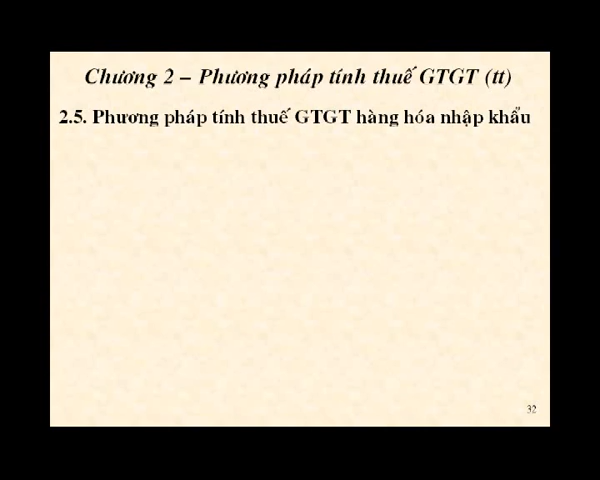 Chương 2 – Phương pháp tính thuế GTGT (tt)
2.5. Phương pháp tính thuế GTGT hàng hóa nhập khẩu
32